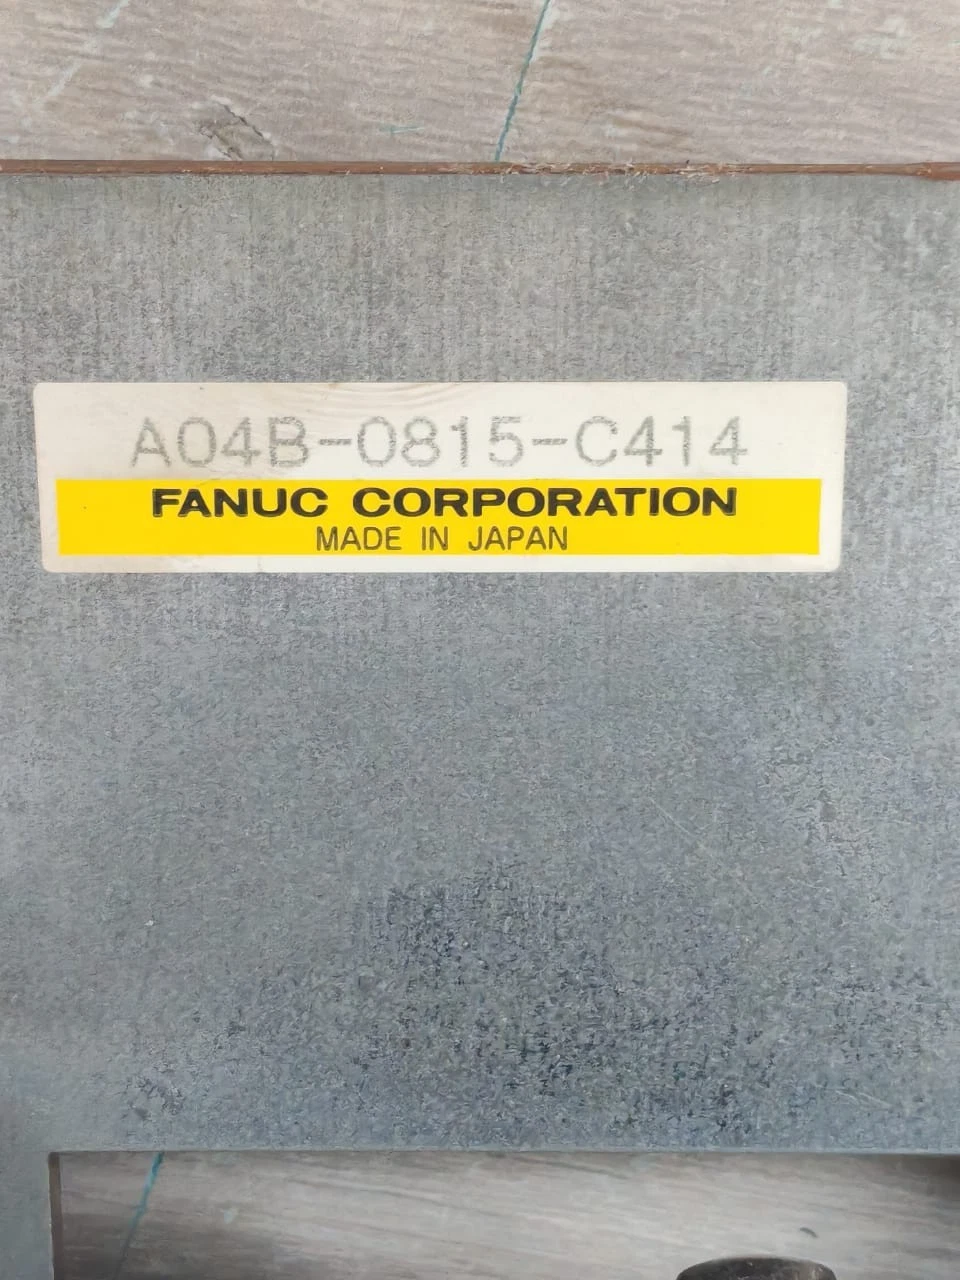 A04B-0815-C414
FANUC CORPORATION
MADE IN JAPAN